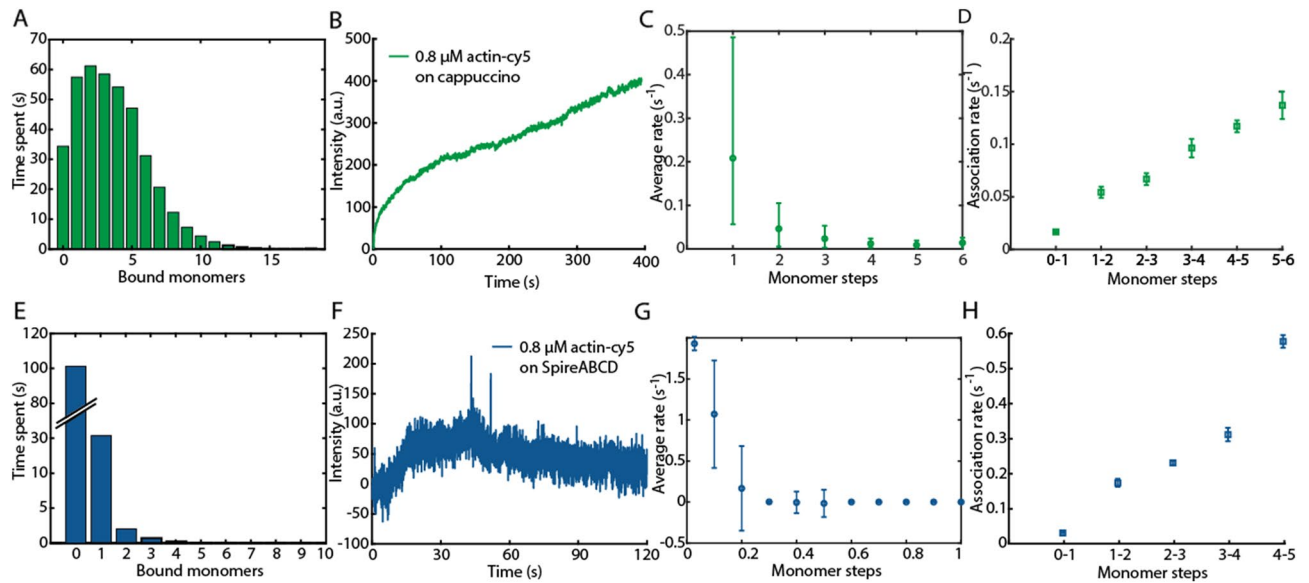 A
Time spent (s)
70
60
50
40
30
20
10
0
0 5 10 15
Bound monomers
B
Intensity (a.u.)
500
400
300
200
100
0
0.8 μM actin-cy5
on cappuccino
0 100 200 300 400
Time (s)
C
Average rate (s⁻¹)
0.5
0.4
0.3
0.2
0.1
0
1 2 3 4 5 6
Monomer steps
D
Association rate (s⁻¹)
0.2
0.15
0.1
0.05
0
0-1 1-2 2-3 3-4 4-5 5-6
Monomer steps
E
Time spent (s)
120
100
80
30
10
5
0
0 1 2 3 4 5 6 7 8 9 10
Bound monomers
F
Intensity (a.u.)
250
200
150
100
50
0
-50
-100
0.8 μM actin-cy5
on SpireABCD
0 30 60 90 120
Time (s)
G
Average rate (s⁻¹)
1.5
1
0.5
0
-0.5
0 0.2 0.4 0.6 0.8 1
Monomer steps
H
Association rate (s⁻¹)
0.6
0.5
0.4
0.3
0.2
0.1
0
0-1 1-2 2-3 3-4 4-5
Monomer steps